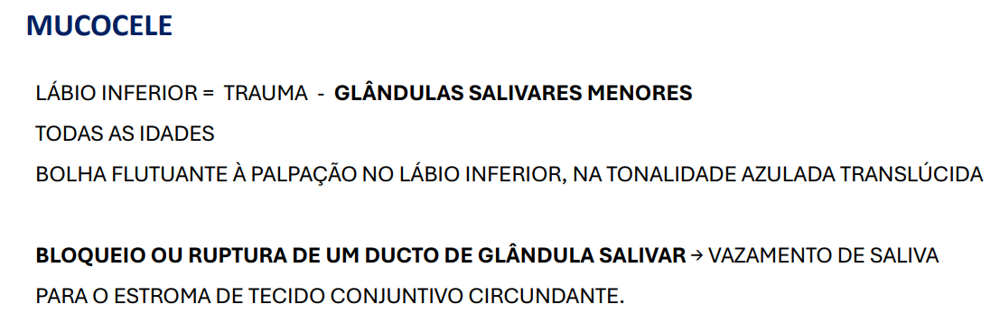 MUCOCELE
LÁBIO INFERIOR = TRAUMA - GLÂNDULAS SALIVARES MENORES
TODAS AS IDADES
BOLHA FLUTUANTE À PALPAÇÃO NO LÁBIO INFERIOR, NA TONALIDADE AZULADA TRANSLÚCIDA
BLOQUEIO OU RUPTURA DE UM DUCTO DE GLÂNDULA SALIVAR → VAZAMENTO DE SALIVA
PARA O ESTROMA DE TECIDO CONJUNTIVO CIRCUNDANTE.